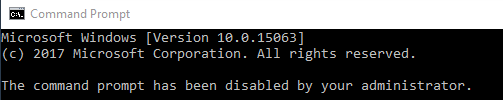 Command Prompt
Microsoft Windows [Version 10.0.15063]
(c) 2017 Microsoft Corporation. All rights reserved.
The command prompt has been disabled by your administrator.